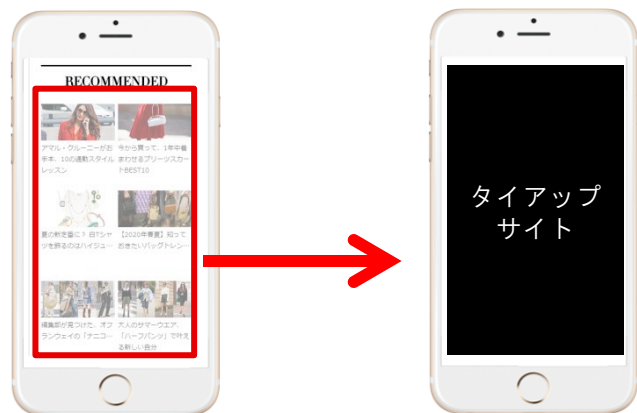 RECOMMENDED
アマル・クルーニーがお
手本、10の通勤スタイル
レッスン
今から買って、1年中着
まわせるプリーツスカー
トBEST10
夏の新定番に！ 白Tシャ
ツを飾るのはハイジュ…
【2020年春夏】知って
おきたいバッグトレン…
編集部が見つけた、オフ
ランウェイの「ナニコ…
大人のサマーウエア、
「ハーフパンツ」で叶え
る新しい自分
タイアップ
サイト